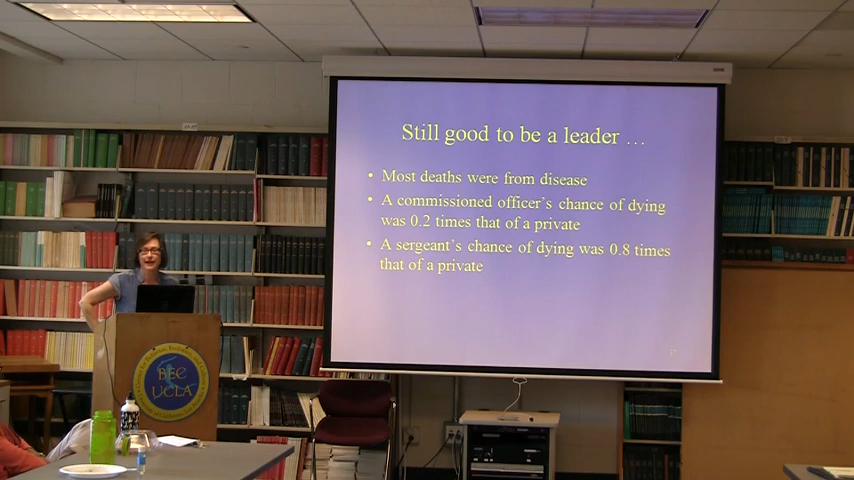 Still good to be a leader ...
• Most deaths were from disease
• A commissioned officer's chance of dying
was 0.2 times that of a private
• A sergeant's chance of dying was 0.8 times
that of a private
BEC
UCLA